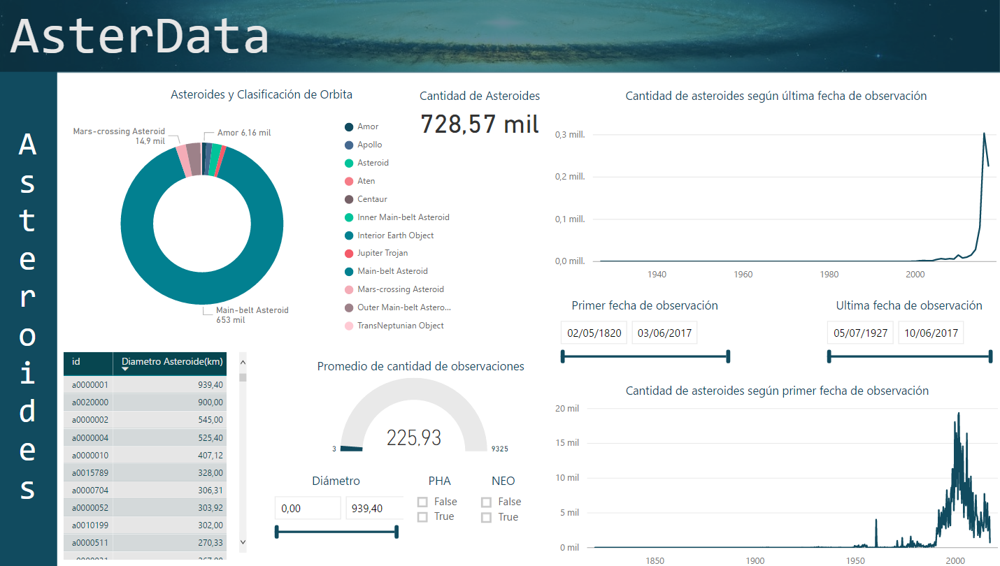 AsterData
A
s
t
e
r
o
i
d
e
s
Asteroides y Clasificación de Orbita
Mars-crossing Asteroid
14,9 mil
Amor 6,16 mil
Main-belt Asteroid
653 mil
Amor
Apollo
Asteroid
Aten
Centaur
Inner Main-belt Asteroid
Interior Earth Object
Jupiter Trojan
Main-belt Asteroid
Mars-crossing Asteroid
Outer Main-belt Astero...
TransNeptunian Object
Cantidad de Asteroides
728,57 mil
Cantidad de asteroides según última fecha de observación
0,3 mill.
0,2 mill.
0,1 mill.
0,0 mill.
1940 1960 1980 2000
Primer fecha de observación
02/05/1820 03/06/2017
Ultima fecha de observación
05/07/1927 10/06/2017
id Diametro Asteroide(km)
a0000001 939,40
a0020000 900,00
a0000002 545,00
a0000004 525,40
a0000010 407,12
a0015789 328,00
a0000704 306,31
a0000052 303,92
a0010199 302,00
a0000511 270,33
Promedio de cantidad de observaciones
225,93
3 9325
Diámetro
0,00 939,40
PHA
False
True
NEO
False
True
Cantidad de asteroides según primer fecha de observación
20 mil
15 mil
10 mil
5 mil
0 mil
1850 1900 1950 2000